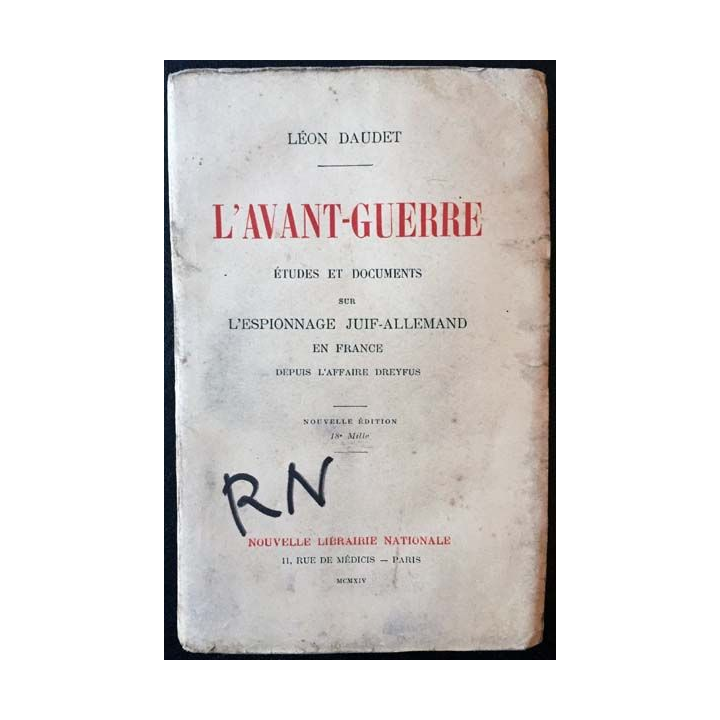 LÉON DAUDET
L'AVANT-GUERRE
ÉTUDES ET DOCUMENTS
SUR
L'ESPIONNAGE JUIF-ALLEMAND
EN FRANCE
DEPUIS L'AFFAIRE DREYFUS
NOUVELLE ÉDITION
18e Mille
RN
NOUVELLE LIBRAIRIE NATIONALE
11, RUE DE MÉDICIS — PARIS
MCMXIV